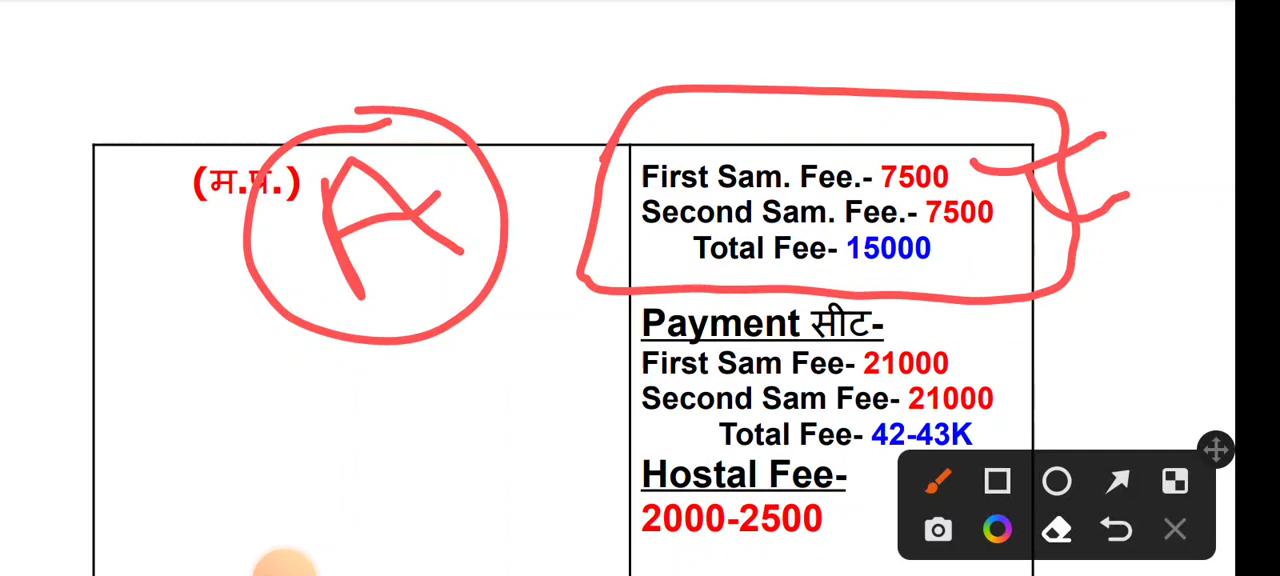 (म.प्र.)
A
First Sam. Fee.- 7500
Second Sam. Fee.- 7500
Total Fee- 15000
Payment सीट-
First Sam Fee- 21000
Second Sam Fee- 21000
Total Fee- 42-43K
Hostal Fee-
2000-2500